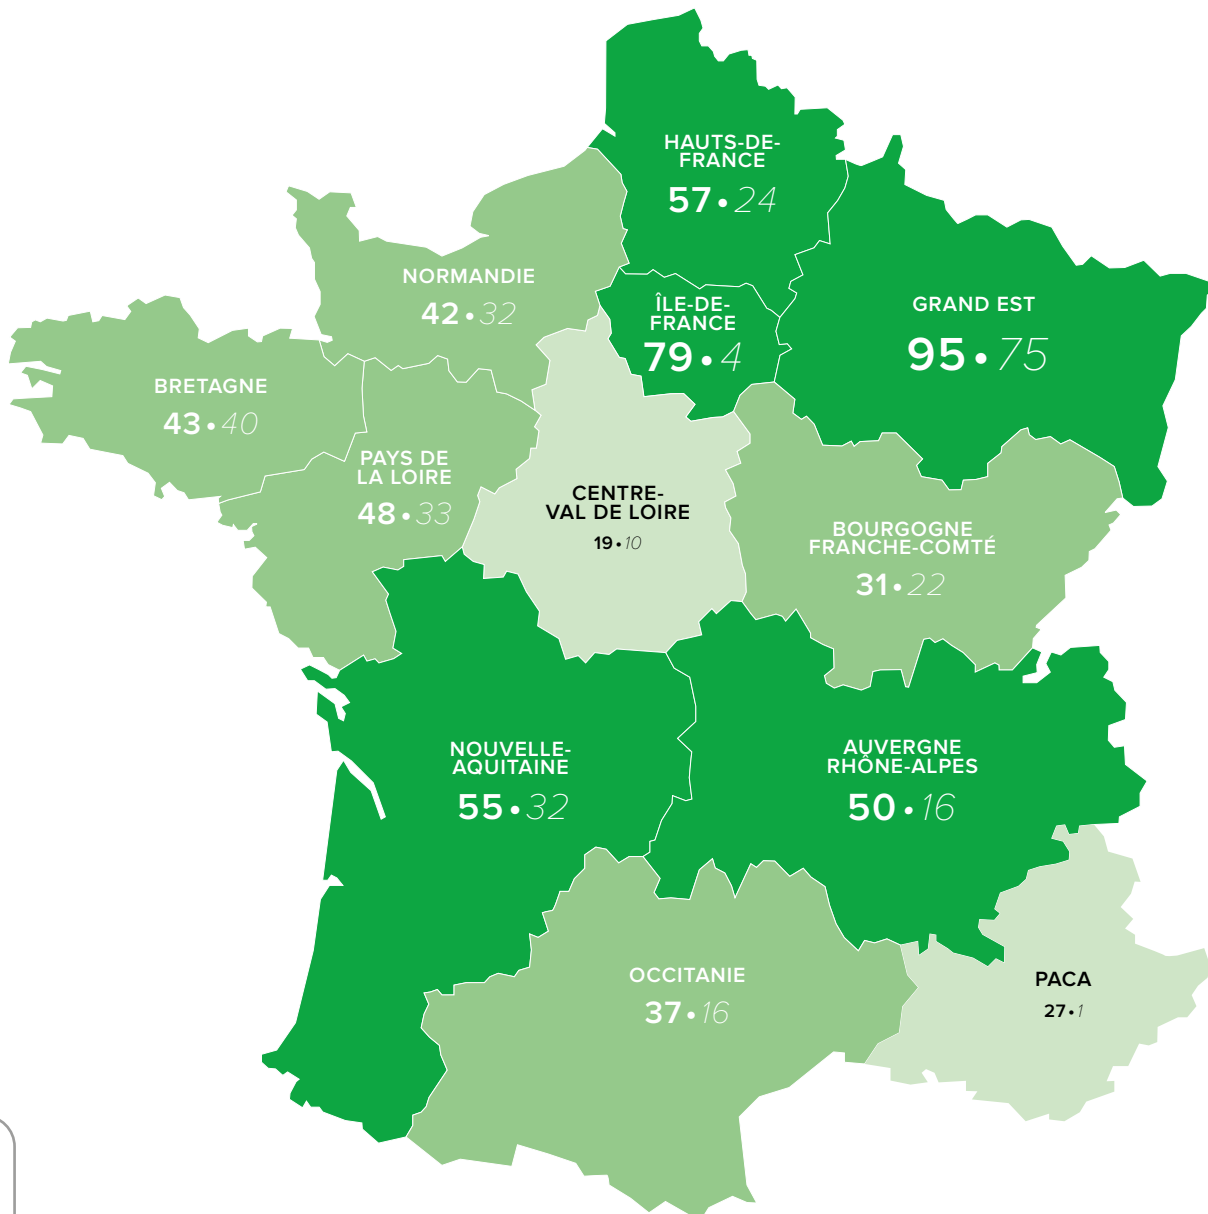 HAUTS-DE-
FRANCE
57•24
NORMANDIE
42•32
ÎLE-DE-
FRANCE
79•4
GRAND EST
95•75
BRETAGNE
43•40
PAYS DE
LA LOIRE
48•33
CENTRE-
VAL DE LOIRE
19•10
BOURGOGNE
FRANCHE-COMTÉ
31•22
NOUVELLE-
AQUITAINE
55•32
AUVERGNE
RHÔNE-ALPES
50•16
OCCITANIE
37•16
PACA
27•1